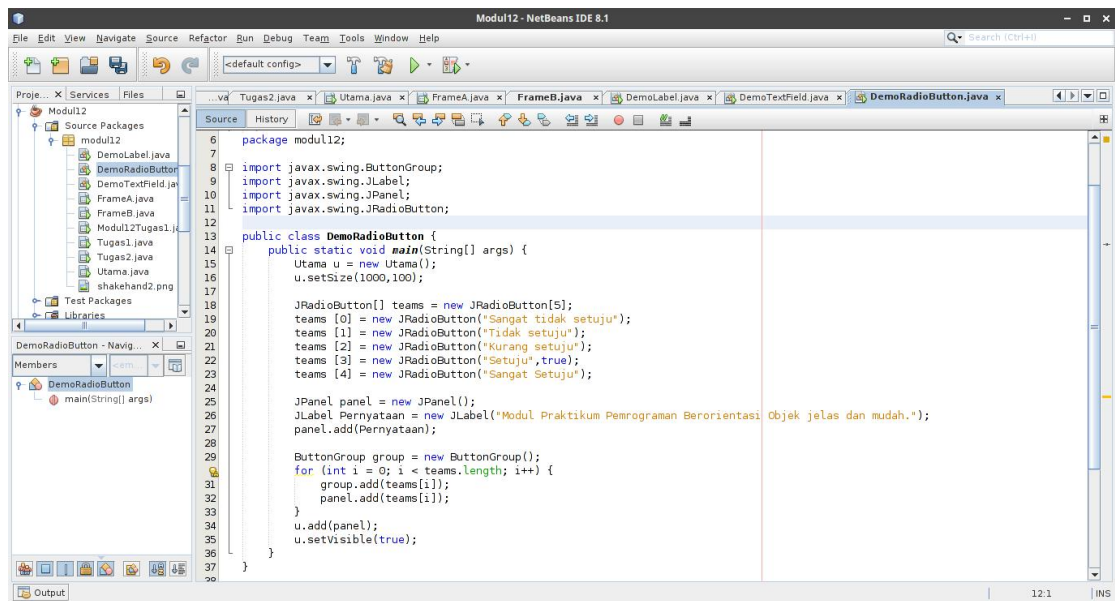 Modul12 - NetBeans IDE 8.1
File Edit View Navigate Source Refactor Run Debug Team Tools Window Help
Search (Ctrl+I)
<default config>
Proje... Services Files
Modul12
Source Packages
modul12
DemoLabel.java
DemoRadioButton
DemoTextField.jav
FrameA.java
FrameB.java
Modul12Tugas1.ja
Tugas1.java
Tugas2.java
Utama.java
shakehand2.png
Test Packages
Libraries
DemoRadioButton - Navig...
Members
DemoRadioButton
main(String[] args)
...va Tugas2.java Utama.java FrameA.java FrameB.java DemoLabel.java DemoTextField.java DemoRadioButton.java
Source History
6 package modul12;
7
8 import javax.swing.ButtonGroup;
9 import javax.swing.JLabel;
10 import javax.swing.JPanel;
11 import javax.swing.JRadioButton;
12
13 public class DemoRadioButton {
14 public static void main(String[] args) {
15 Utama u = new Utama();
16 u.setSize(1000,100);
17
18 JRadioButton[] teams = new JRadioButton[5];
19 teams [0] = new JRadioButton("Sangat tidak setuju");
20 teams [1] = new JRadioButton("Tidak setuju");
21 teams [2] = new JRadioButton("Kurang setuju");
22 teams [3] = new JRadioButton("Setuju",true);
23 teams [4] = new JRadioButton("Sangat Setuju");
24
25 JPanel panel = new JPanel();
26 JLabel Pernyataan = new JLabel("Modul Praktikum Pemrograman Berorientasi Objek jelas dan mudah.");
27 panel.add(Pernyataan);
28
29 ButtonGroup group = new ButtonGroup();
for (int i = 0; i < teams.length; i++) {
31 group.add(teams[i]);
32 panel.add(teams[i]);
33 }
34 u.add(panel);
35 u.setVisible(true);
36 }
37 }
38
Output
12:1 INS